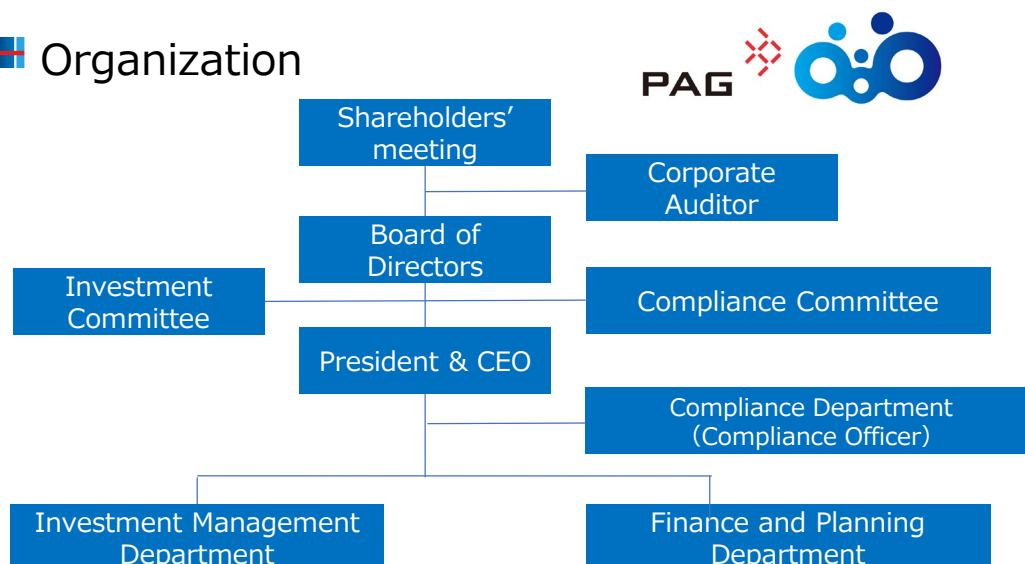 Organization
PAG
Shareholders’
meeting
Corporate
Auditor
Board of
Directors
Investment
Committee
Compliance Committee
President & CEO
Compliance Department
（Compliance Officer）
Investment Management
Department
Finance and Planning
Department